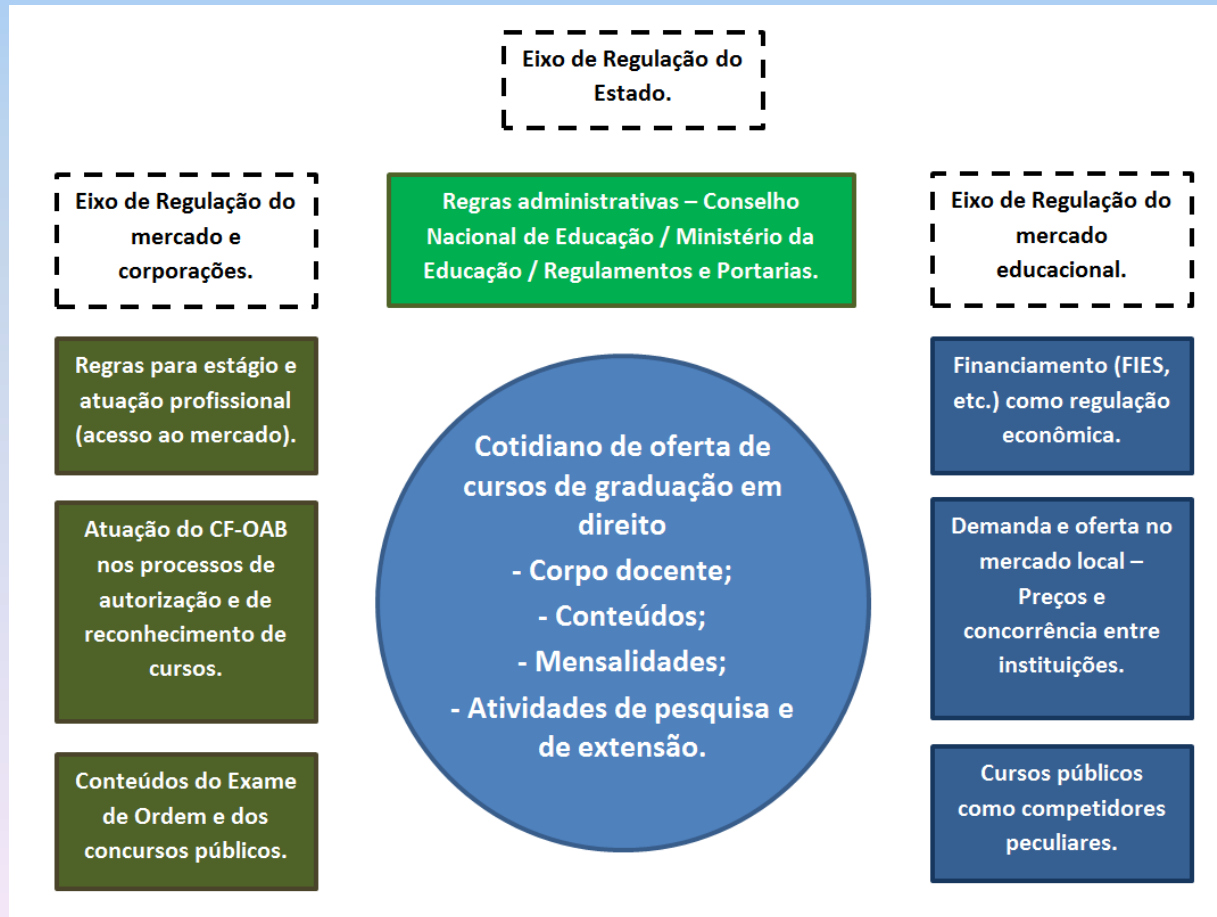 Eixo de Regulação do
Estado.
Eixo de Regulação do
mercado e
corporações.
Regras administrativas – Conselho
Nacional de Educação / Ministério da
Educação / Regulamentos e Portarias.
Eixo de Regulação do
mercado
educacional.
Regras para estágio e
atuação profissional
(acesso ao mercado).
Atuação do CF-OAB
nos processos de
autorização e de
reconhecimento de
cursos.
Conteúdos do Exame
de Ordem e dos
concursos públicos.
Cotidiano de oferta de
cursos de graduação em
direito
- Corpo docente;
- Conteúdos;
- Mensalidades;
- Atividades de pesquisa e
de extensão.
Financiamento (FIES,
etc.) como regulação
econômica.
Demanda e oferta no
mercado local –
Preços e
concorrência entre
instituições.
Cursos públicos
como competidores
peculiares.